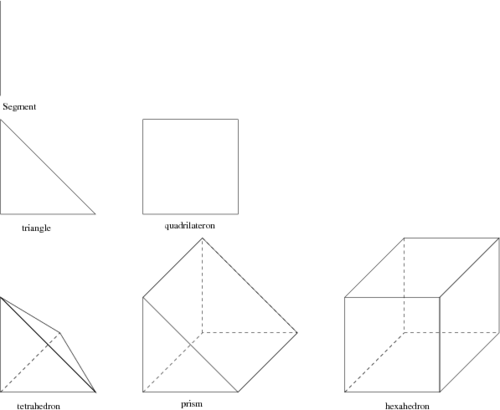 Segment
triangle
quadrilateron
tetrahedron
prism
hexahedron